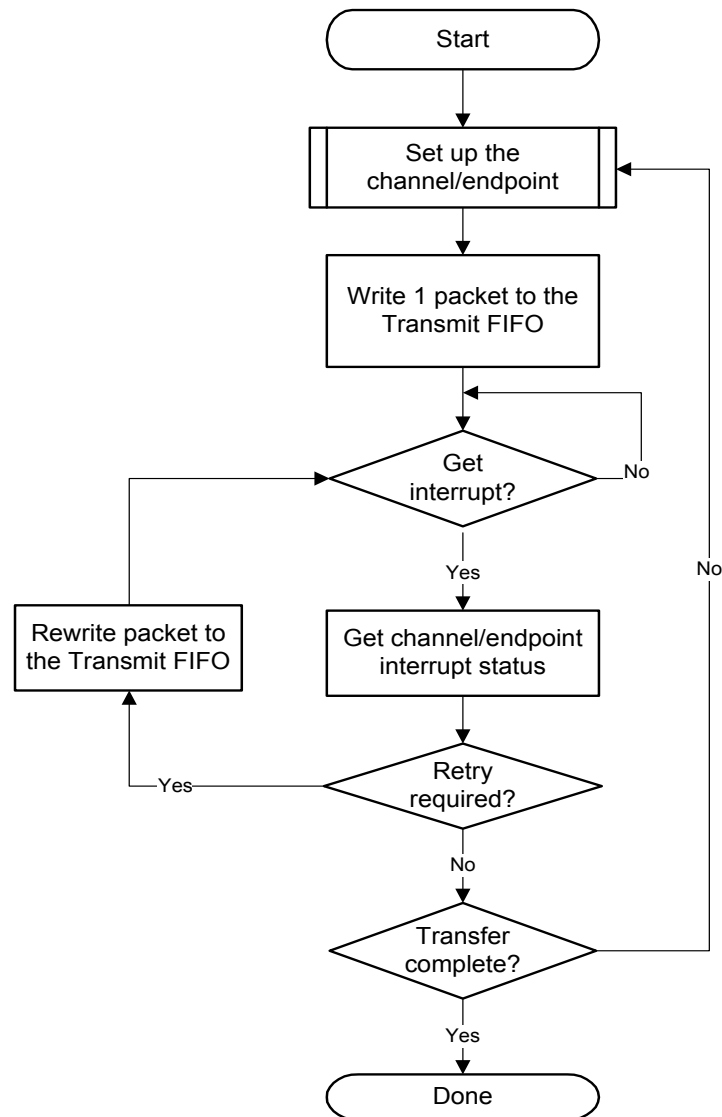 Start
Set up the
channel/endpoint
Write 1 packet to the
Transmit FIFO
Get
interrupt?
No
Yes
No
Rewrite packet to
the Transmit FIFO
Get channel/endpoint
interrupt status
Retry
required?
Yes
No
Transfer
complete?
Yes
Done